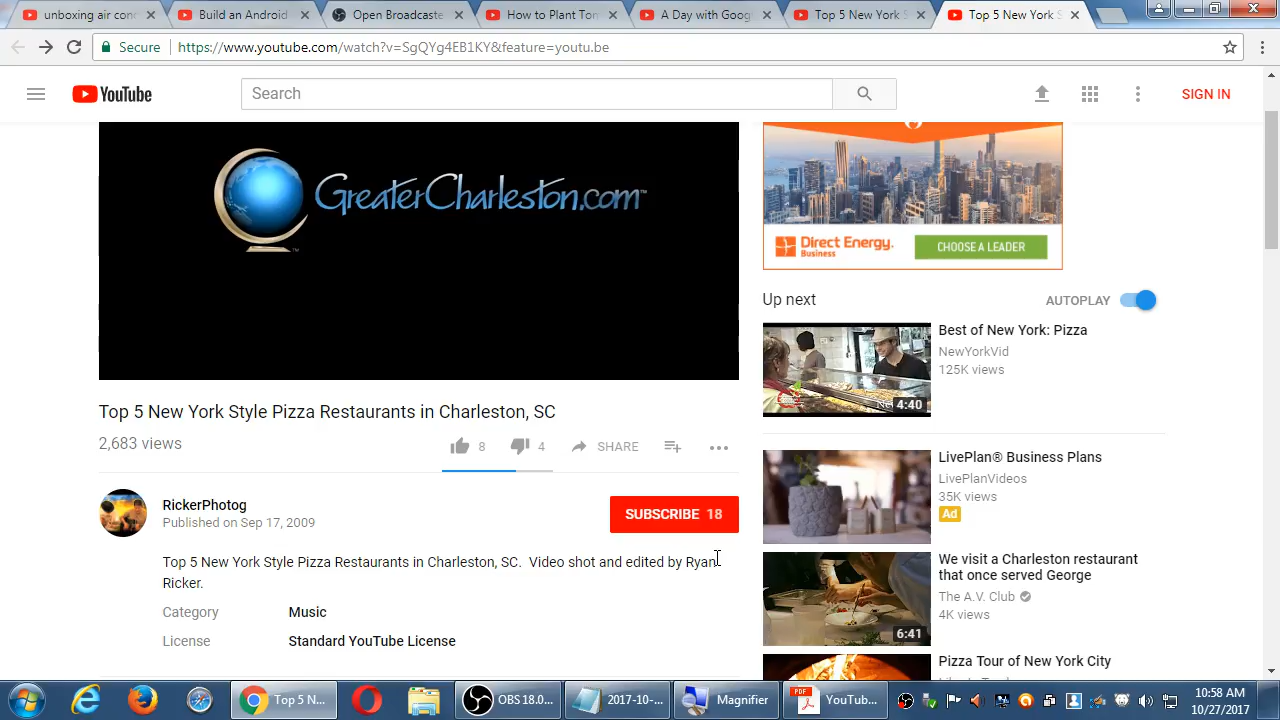 unboxing air con
Build an Android
Open Broadcaste
How to Plant Ton
A Day with Goog
Top 5 New York S
Top 5 New York S
Secure
https://www.youtube.com/watch?v=SgQYg4EB1KY&feature=youtu.be
YouTube
Search
SIGN IN
GreaterCharleston.com™
Direct Energy.
Business
CHOOSE A LEADER
Up next
AUTOPLAY
Best of New York: Pizza
NewYorkVid
125K views
4:40
Top 5 New York Style Pizza Restaurants in Charleston, SC
2,683 views
8
4
SHARE
LivePlan® Business Plans
LivePlanVideos
35K views
Ad
RickerPhotog
Published on Sep 17, 2009
SUBSCRIBE 18
Top 5 New York Style Pizza Restaurants in Charleston, SC. Video shot and edited by Ryan
Ricker.
Category Music
License Standard YouTube License
We visit a Charleston restaurant
that once served George
The A.V. Club
4K views
6:41
Pizza Tour of New York City
Top 5 N...
OBS 18.0...
2017-10-...
Magnifier
PDF
YouTub...
10:58 AM
10/27/2017